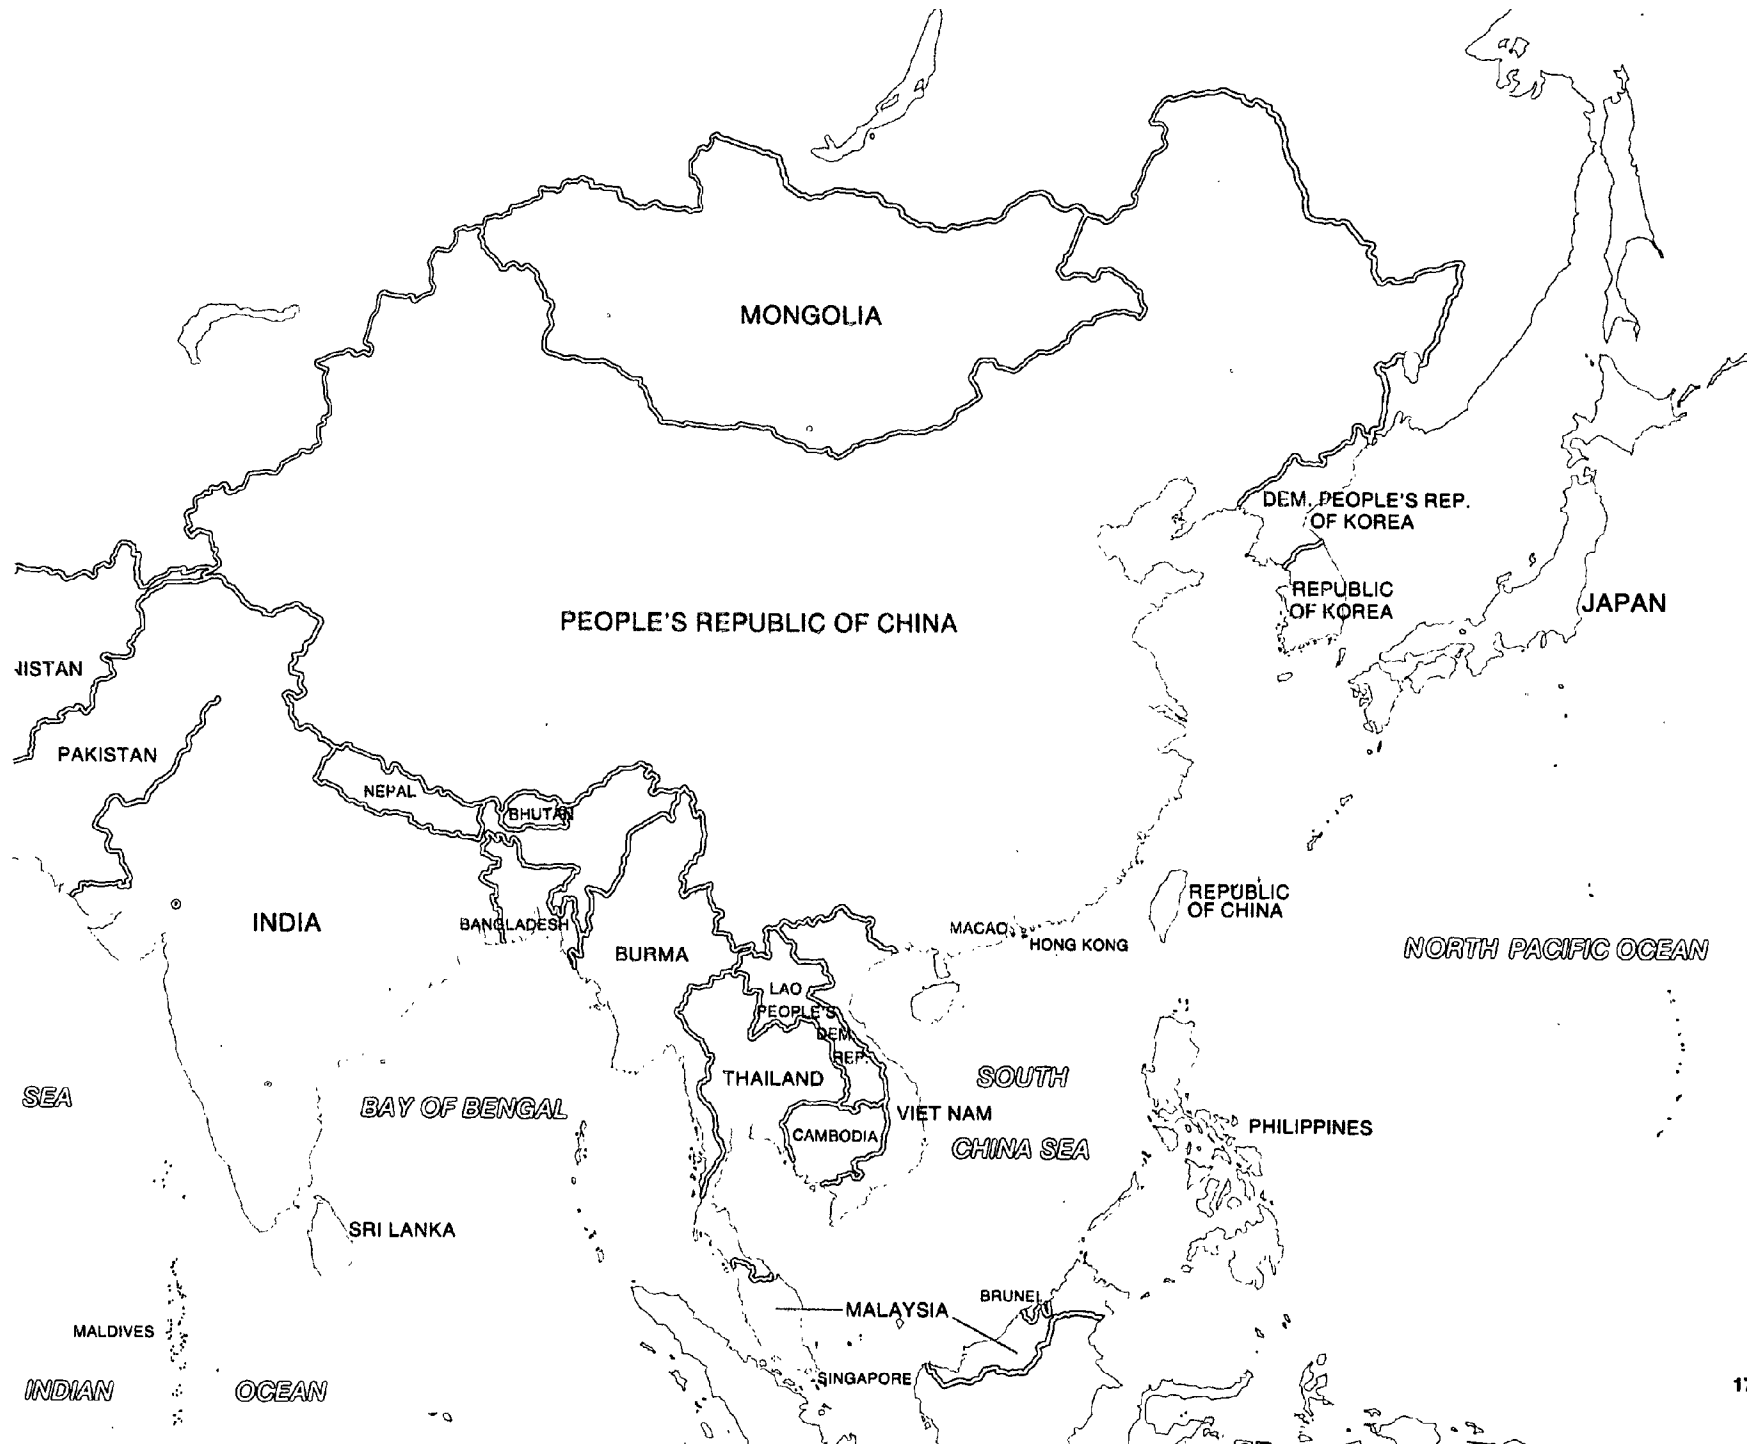 MONGOLIA
DEM. PEOPLE'S REP.
OF KOREA
REPUBLIC
OF KOREA
JAPAN
PEOPLE'S REPUBLIC OF CHINA
NISTAN
PAKISTAN
NEPAL
BHUTAN
REPUBLIC
OF CHINA
INDIA
BANGLADESH
BURMA
MACAO
HONG KONG
NORTH PACIFIC OCEAN
LAO
PEOPLE'S
DEM.
REP.
THAILAND
SOUTH
CHINA SEA
SEA
BAY OF BENGAL
VIET NAM
CAMBODIA
PHILIPPINES
SRI LANKA
BRUNEI
MALAYSIA
MALDIVES
SINGAPORE
INDIAN OCEAN
17